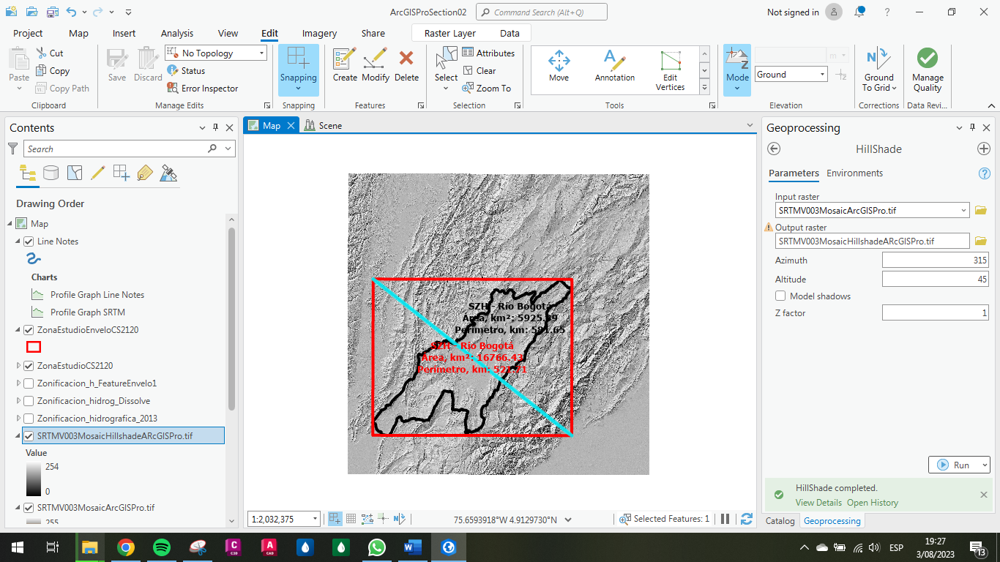 ArcGISProSection02
Command Search (Alt+Q)
Not signed in
?
Project
Map
Insert
Analysis
View
Edit
Imagery
Share
Raster Layer
Data
Paste
Cut
Copy
Copy Path
Clipboard
Save
Discard
No Topology
Status
Error Inspector
Manage Edits
Snapping
Snapping
Create
Modify
Delete
Features
Select
Attributes
Clear
Zoom To
Selection
Move
Annotation
Edit
Vertices
Tools
Mode
m
Ground
Elevation
Ground
To Grid
Corrections
Manage
Quality
Data Revi...
Contents
Search
Drawing Order
Map
Line Notes
Charts
Profile Graph Line Notes
Profile Graph SRTM
ZonaEstudioEnveloCS2120
ZonaEstudioCS2120
Zonificacion_h_FeatureEnvelo1
Zonificacion_hidrog_Dissolve
Zonificacion_hidrografica_2013
SRTMV003MosaicHillshadeARcGISPro.tif
Value
254
0
SRTMV003MosaicArcGISPro.tif
255
Map
Scene
SZH - Río Bogotá
Área, km²:
Perímetro, km:
SZH - Río Bogotá
Área, km²: 16766.43
Perímetro, km: 521.71
1:2,032,375
75.6593918°W 4.9129730°N
Selected Features: 1
Geoprocessing
HillShade
Parameters
Environments
?
Input raster
SRTMV003MosaicArcGISPro.tif
Output raster
SRTMV003MosaicHillshadeARcGISPro.tif
Azimuth
315
Altitude
45
Model shadows
Z factor
1
Run
HillShade completed.
View Details Open History
Catalog
Geoprocessing
ESP
19:27
3/08/2023
13